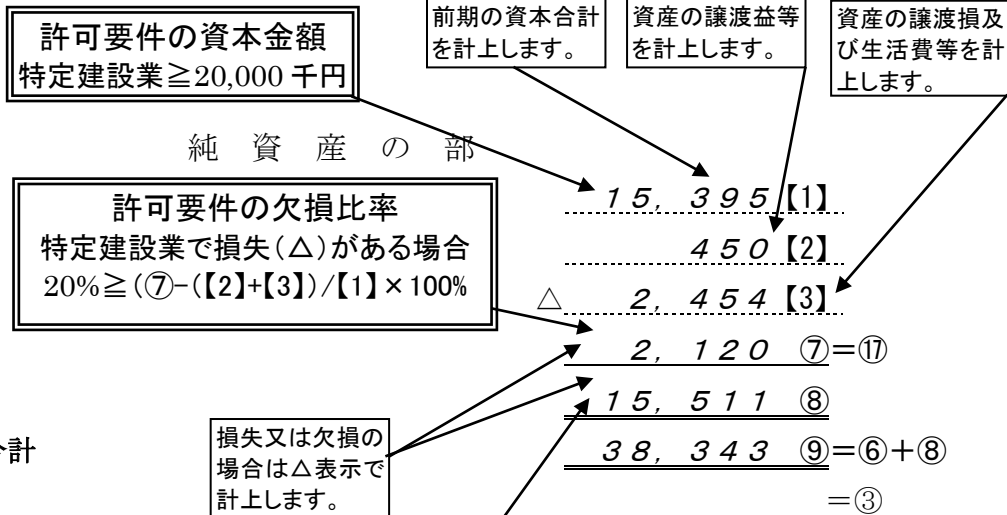 許可要件の資本金額
特定建設業≧20,000 千円
前期の資本合計
を計上します。
資産の譲渡益等
を計上します。
資産の譲渡損及
び生活費等を計
上します。
純 資 産 の 部
許可要件の欠損比率
特定建設業で損失(△)がある場合
20%≧(⑦-(【2】+【3】)/【1】×100%
15, 395【1】
450【2】
△ 2, 454【3】
2, 120 ⑦=⑰
15, 511 ⑧
合計 38, 343 ⑨=⑥+⑧
=③
損失又は欠損の
場合は△表示で
計上します。